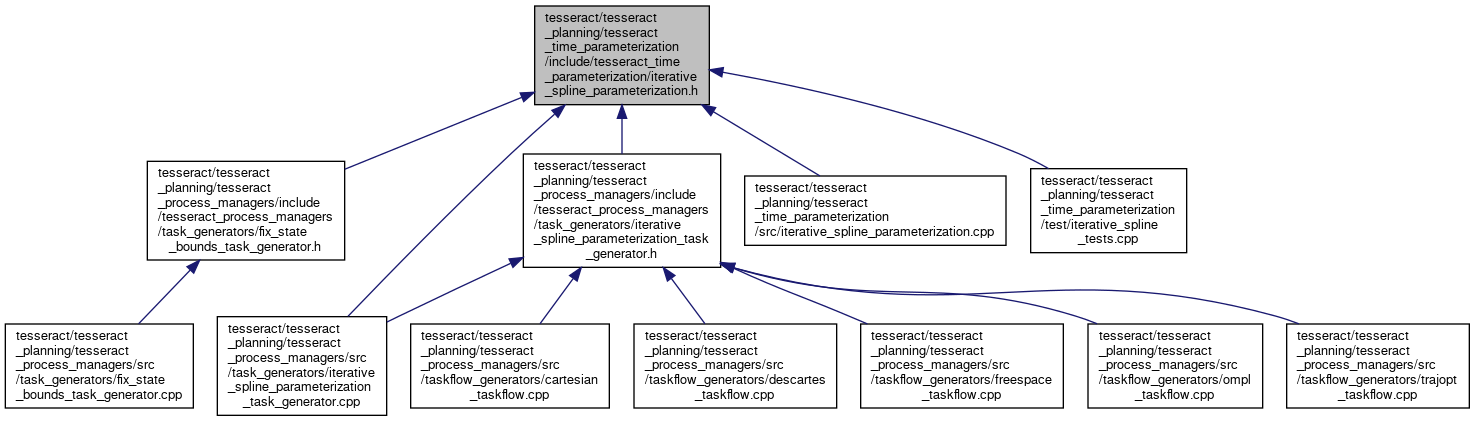 tesseract/tesseract
_planning/tesseract
_time_parameterization
/include/tesseract_time
_parameterization/iterative
_spline_parameterization.h
tesseract/tesseract
_planning/tesseract
_process_managers/include
/tesseract_process_managers
/task_generators/fix_state
_bounds_task_generator.h
tesseract/tesseract
_planning/tesseract
_process_managers/include
/tesseract_process_managers
/task_generators/iterative
_spline_parameterization_task
_generator.h
tesseract/tesseract
_planning/tesseract
_time_parameterization
/src/iterative_spline_parameterization.cpp
tesseract/tesseract
_planning/tesseract
_time_parameterization
/test/iterative_spline
_tests.cpp
tesseract/tesseract
_planning/tesseract
_process_managers/src
/task_generators/fix_state
_bounds_task_generator.cpp
tesseract/tesseract
_planning/tesseract
_process_managers/src
/task_generators/iterative
_spline_parameterization
_task_generator.cpp
tesseract/tesseract
_planning/tesseract
_process_managers/src
/taskflow_generators/cartesian
_taskflow.cpp
tesseract/tesseract
_planning/tesseract
_process_managers/src
/taskflow_generators/descartes
_taskflow.cpp
tesseract/tesseract
_planning/tesseract
_process_managers/src
/taskflow_generators/freespace
_taskflow.cpp
tesseract/tesseract
_planning/tesseract
_process_managers/src
/taskflow_generators/ompl
_taskflow.cpp
tesseract/tesseract
_planning/tesseract
_process_managers/src
/taskflow_generators/trajopt
_taskflow.cpp